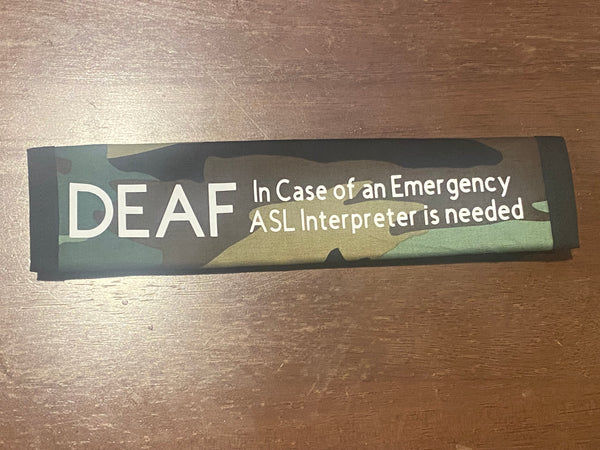 DEAF
In Case of an Emergency
ASL Interpreter is needed